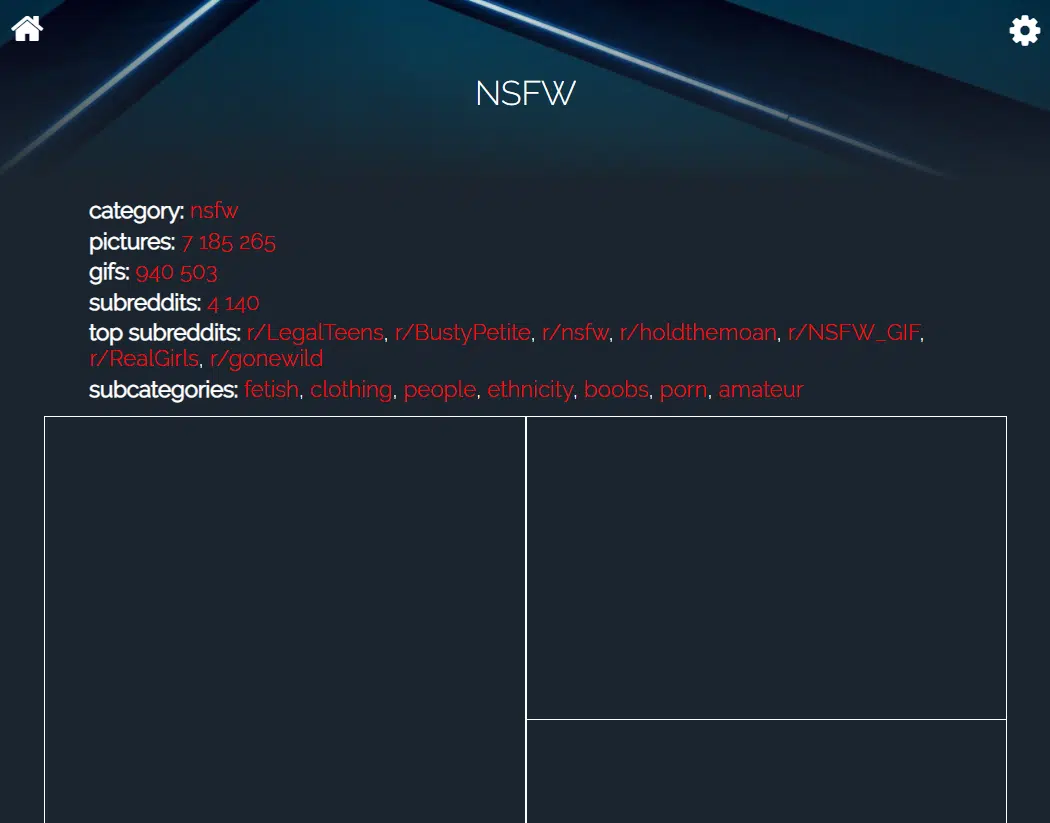 NSFW
category: nsfw
pictures: 7 185 265
gifs: 940 503
subreddits: 4 140
top subreddits: r/LegalTeens, r/BustyPetite, r/nsfw, r/holdthemoan, r/NSFW_GIF,
r/RealGirls, r/gonewild
subcategories: fetish, clothing, people, ethnicity, boobs, porn, amateur